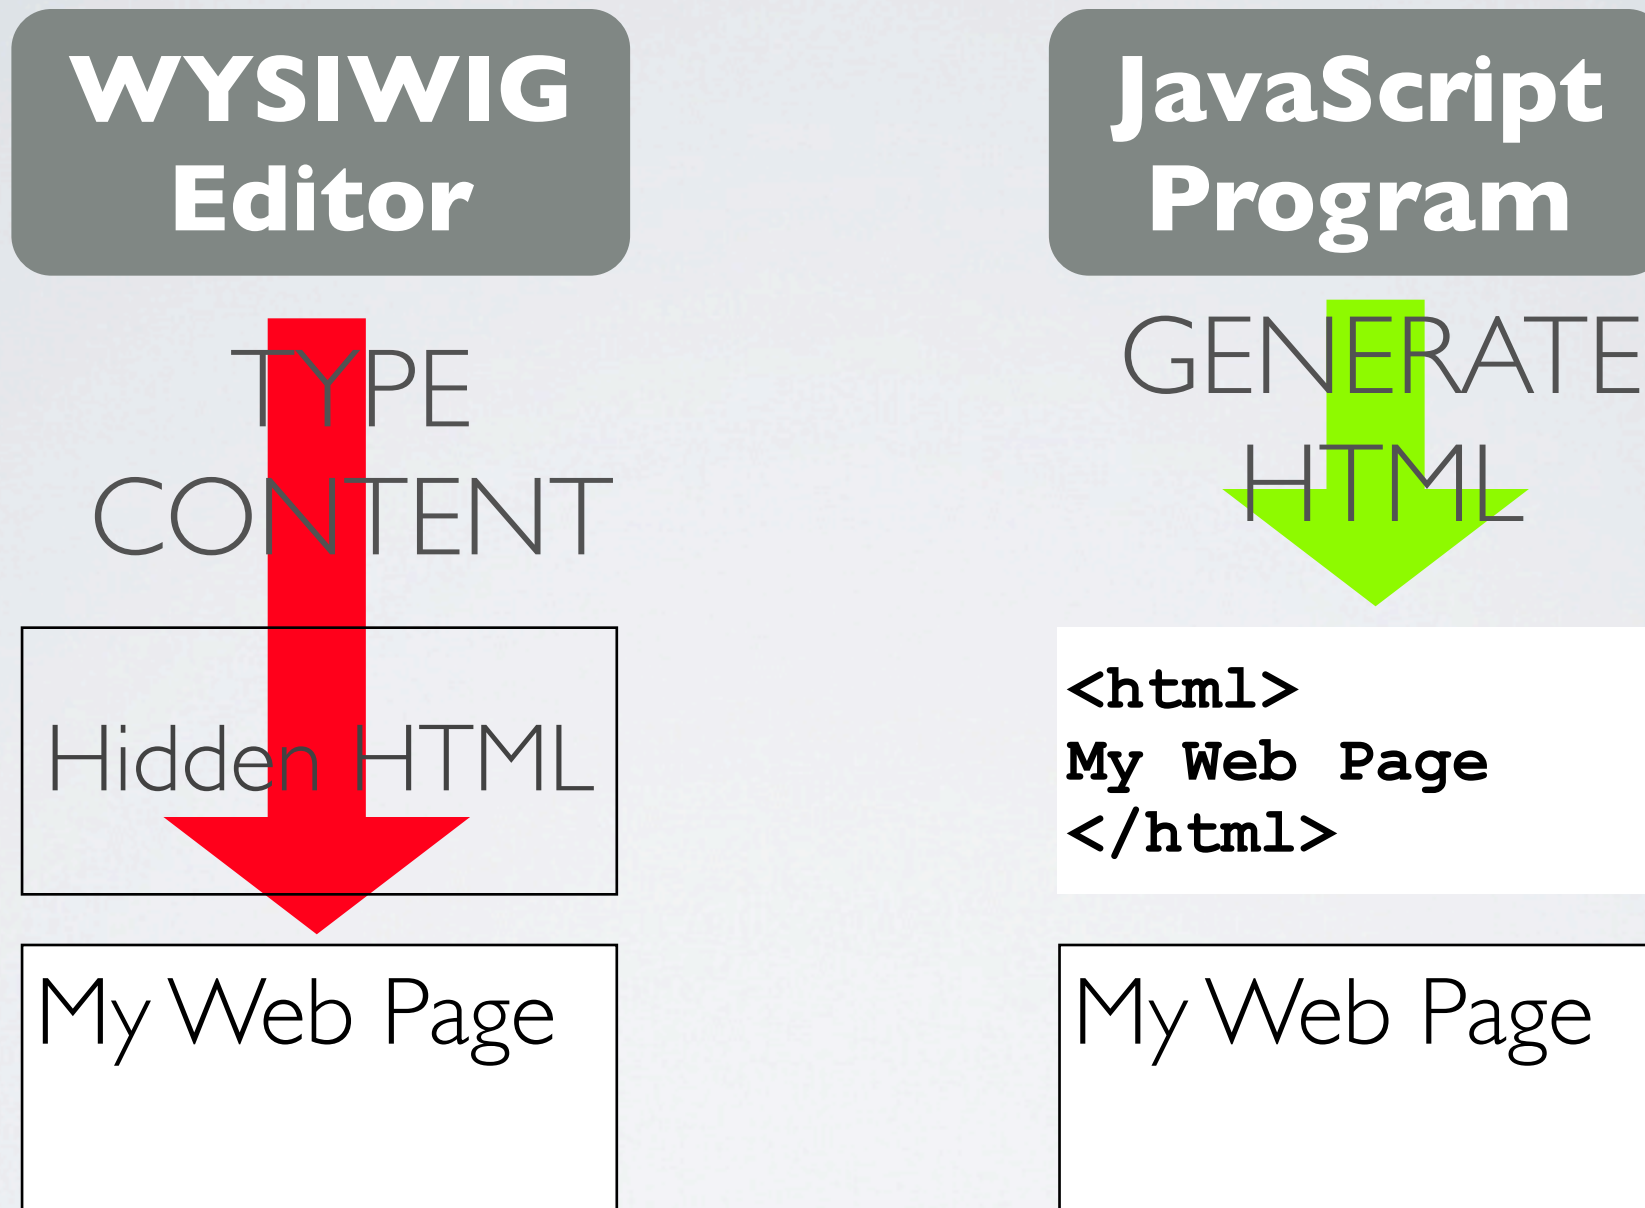 WYSIWIG
Editor
TYPE
CONTENT
Hidden HTML
My Web Page
JavaScript
Program
GENERATE
HTML
<html>
My Web Page
</html>
My Web Page